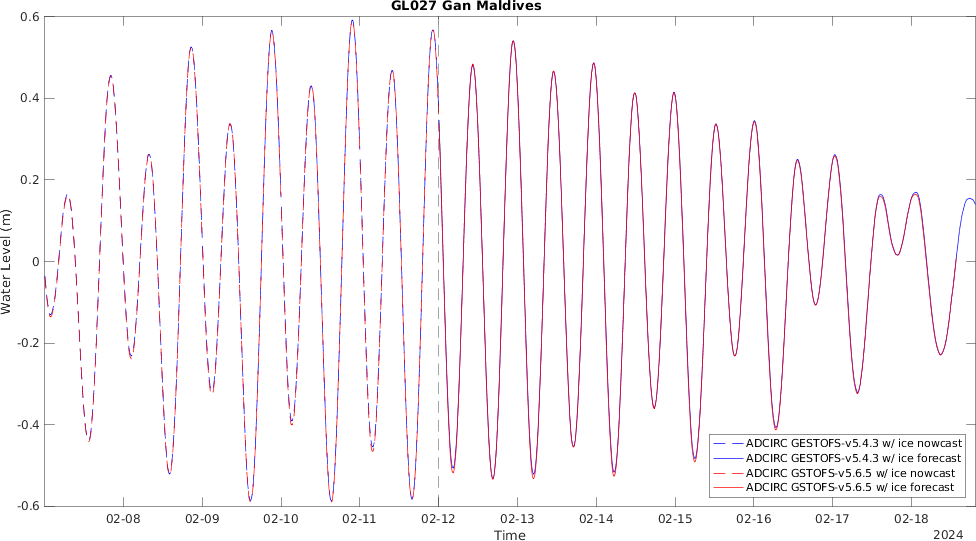 GL027 Gan Maldives
0.6
0.4
0.2
0
-0.2
-0.4
-0.6
Water Level (m)
ADCIRC GESTOFS-v5.4.3 w/ ice nowcast
ADCIRC GESTOFS-v5.4.3 w/ ice forecast
ADCIRC GSTOFS-v5.6.5 w/ ice nowcast
ADCIRC GSTOFS-v5.6.5 w/ ice forecast
02-08 02-09 02-10 02-11 02-12 02-13 02-14 02-15 02-16 02-17 02-18
Time
2024